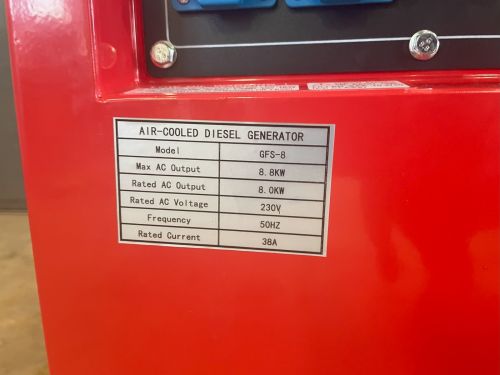 AIR-COOLED DIESEL GENERATOR
Model GFS-8
Max AC Output 8.8KW
Rated AC Output 8.0KW
Rated AC Voltage 230V
Frequency 50HZ
Rated Current 38A